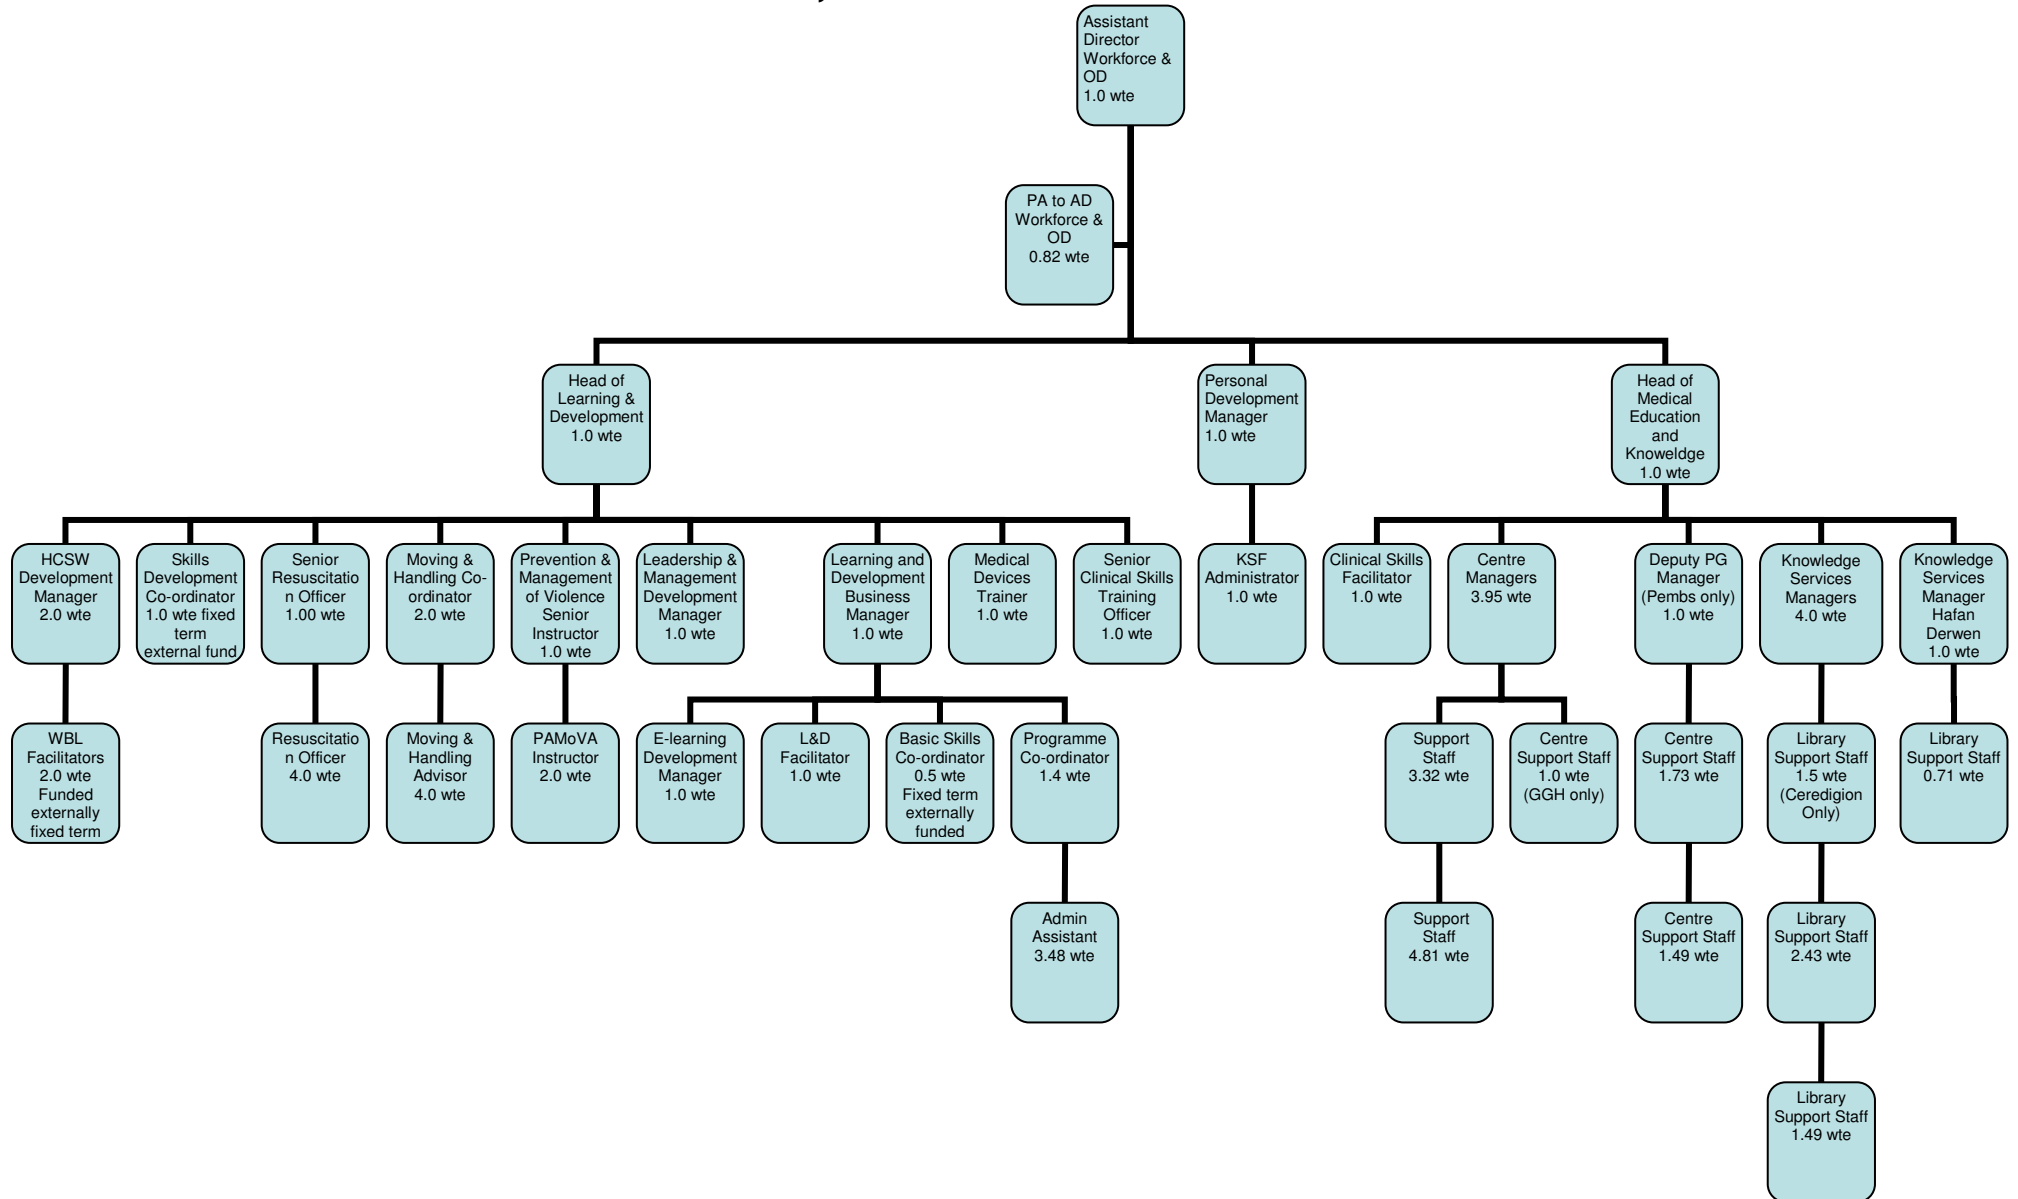 Assistant
Director
Workforce &
OD
1.0 wte
PA to AD
Workforce &
OD
0.82 wte
Head of
Learning &
Development
1.0 wte
Personal
Development
Manager
1.0 wte
Head of
Medical
Education
and
Knoweldge
1.0 wte
HCSW
Development
Manager
2.0 wte
Skills
Development
Co-ordinator
1.0 wte fixed
term
external fund
Senior
Resuscitatio
n Officer
1.00 wte
Moving &
Handling Co-
ordinator
2.0 wte
Prevention &
Management
of Violence
Senior
Instructor
1.0 wte
Leadership &
Management
Development
Manager
1.0 wte
Learning and
Development
Business
Manager
1.0 wte
Medical
Devices
Trainer
1.0 wte
Senior
Clinical Skills
Training
Officer
1.0 wte
KSF
Administrator
1.0 wte
Clinical Skills
Facilitator
1.0 wte
Centre
Managers
3.95 wte
Deputy PG
Manager
(Pembs only)
1.0 wte
Knowledge
Services
Managers
4.0 wte
Knowledge
Services
Manager
Hafan
Derwen
1.0 wte
WBL
Facilitators
2.0 wte
Funded
externally
fixed term
Resuscitatio
n Officer
4.0 wte
Moving &
Handling
Advisor
4.0 wte
PAMoVA
Instructor
2.0 wte
E-learning
Development
Manager
1.0 wte
L&D
Facilitator
1.0 wte
Basic Skills
Co-ordinator
0.5 wte
Fixed term
externally
funded
Programme
Co-ordinator
1.4 wte
Support
Staff
3.32 wte
Centre
Support Staff
1.0 wte
(GGH only)
Centre
Support Staff
1.73 wte
Library
Support Staff
1.5 wte
(Ceredigion
Only)
Library
Support Staff
0.71 wte
Admin
Assistant
3.48 wte
Support
Staff
4.81 wte
Centre
Support Staff
1.49 wte
Library
Support Staff
2.43 wte
Library
Support Staff
1.49 wte